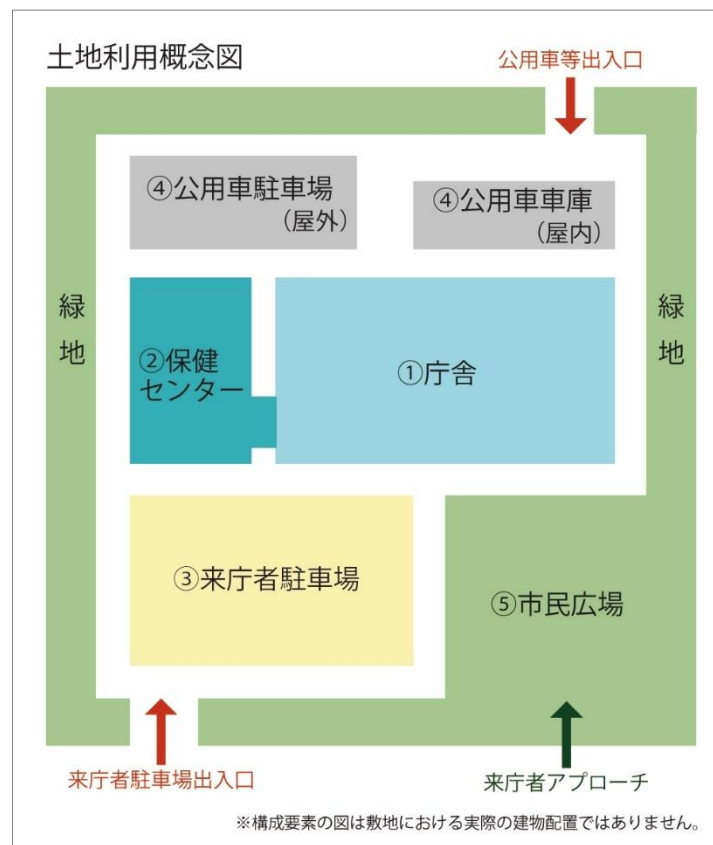 土地利用概念図
公用車等出入口
④公用車駐車場
（屋外）
④公用車車庫
（屋内）
緑
地
緑
地
②保健
センター
①庁舎
③来庁者駐車場
⑤市民広場
来庁者駐車場出入口
来庁者アプローチ
※構成要素の図は敷地における実際の建物配置ではありません。